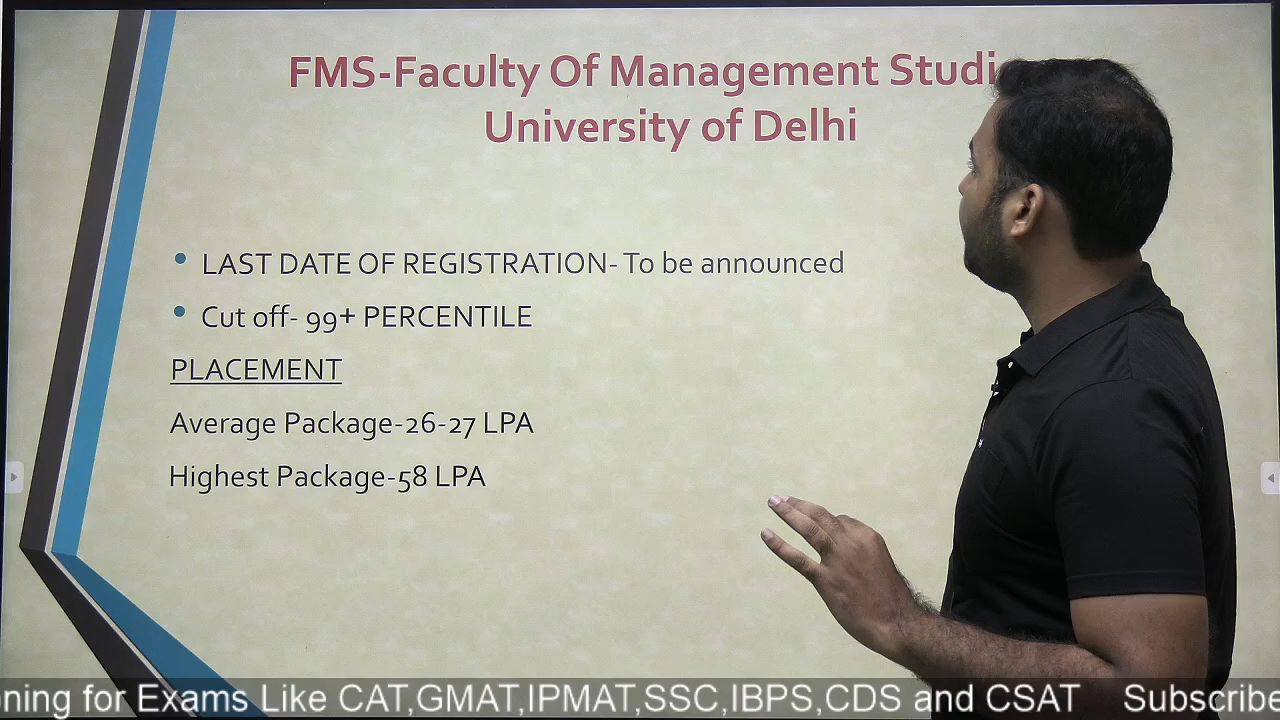 FMS-Faculty Of Management Studi
University of Delhi
• LAST DATE OF REGISTRATION- To be announced
• Cut off- 99+ PERCENTILE
PLACEMENT
Average Package-26-27 LPA
Highest Package-58 LPA
ning for Exams Like CAT,GMAT,IPMAT,SSC,IBPS,CDS and CSAT Subscribe